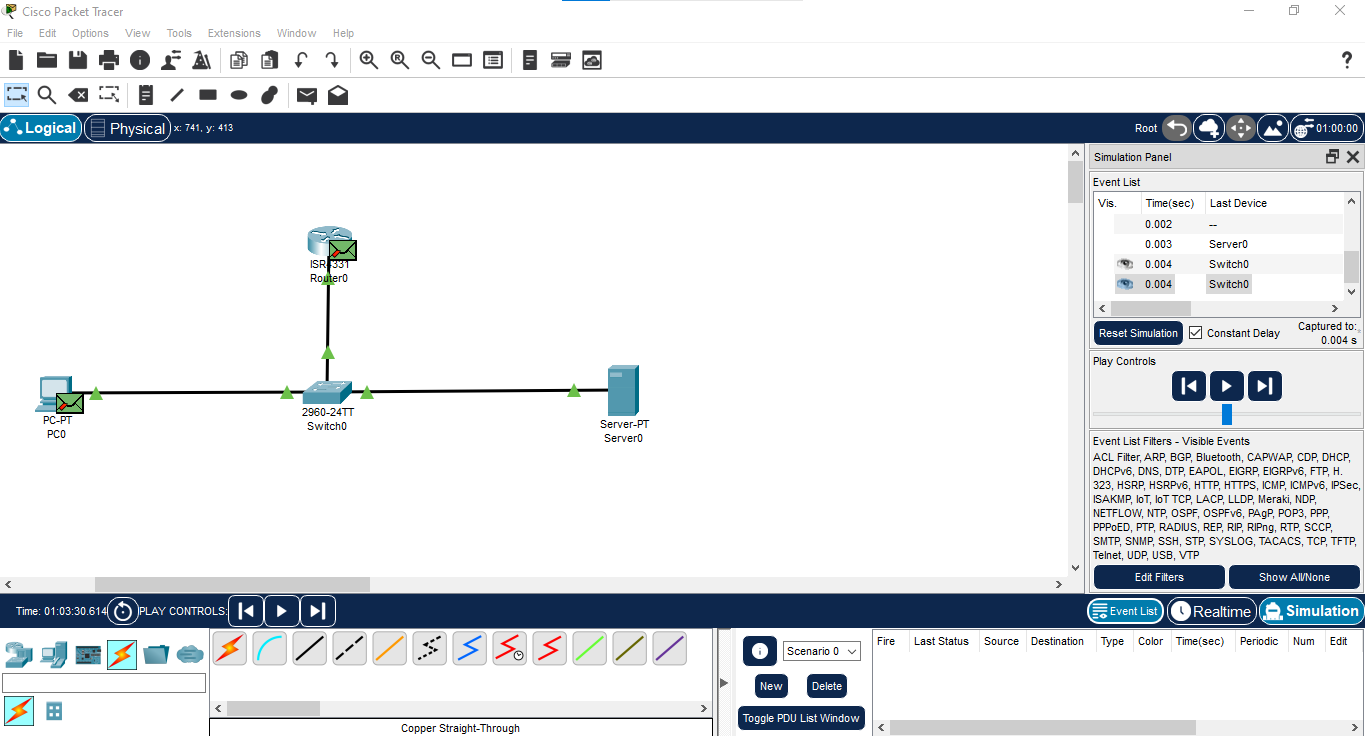 Cisco Packet Tracer
File Edit Options View Tools Extensions Window Help
?
Logical Physical x: 741, y: 413
Root 01:00:00
ISR4331
Router0
PC-PT
PC0
2960-24TT
Switch0
Server-PT
Server0
Simulation Panel
Event List
Vis. Time(sec) Last Device
0.002 --
0.003 Server0
0.004 Switch0
0.004 Switch0
Reset Simulation Constant Delay Captured to:*
0.004 s
Play Controls
Event List Filters - Visible Events
ACL Filter, ARP, BGP, Bluetooth, CAPWAP, CDP, DHCP,
DHCPv6, DNS, DTP, EAPOL, EIGRP, EIGRPv6, FTP, H.
323, HSRP, HSRPv6, HTTP, HTTPS, ICMP, ICMPv6, IPSec,
ISAKMP, IoT, IoT TCP, LACP, LLDP, Meraki, NDP,
NETFLOW, NTP, OSPF, OSPFv6, PAgP, POP3, PPP,
PPPoED, PTP, RADIUS, REP, RIP, RIPng, RTP, SCCP,
SMTP, SNMP, SSH, STP, SYSLOG, TACACS, TCP, TFTP,
Telnet, UDP, USB, VTP
Edit Filters Show All/None
Time: 01:03:30.614 PLAY CONTROLS:
Event List Realtime Simulation
Copper Straight-Through
Scenario 0
New Delete
Toggle PDU List Window
Fire Last Status Source Destination Type Color Time(sec) Periodic Num Edit